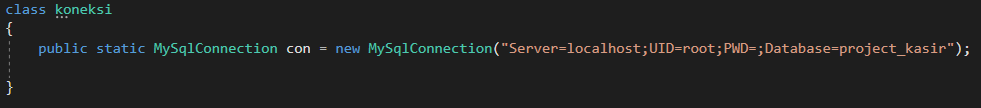 class koneksi
{
public static MySqlConnection con = new MySqlConnection("Server=localhost;UID=root;PWD=;Database=project_kasir");
}